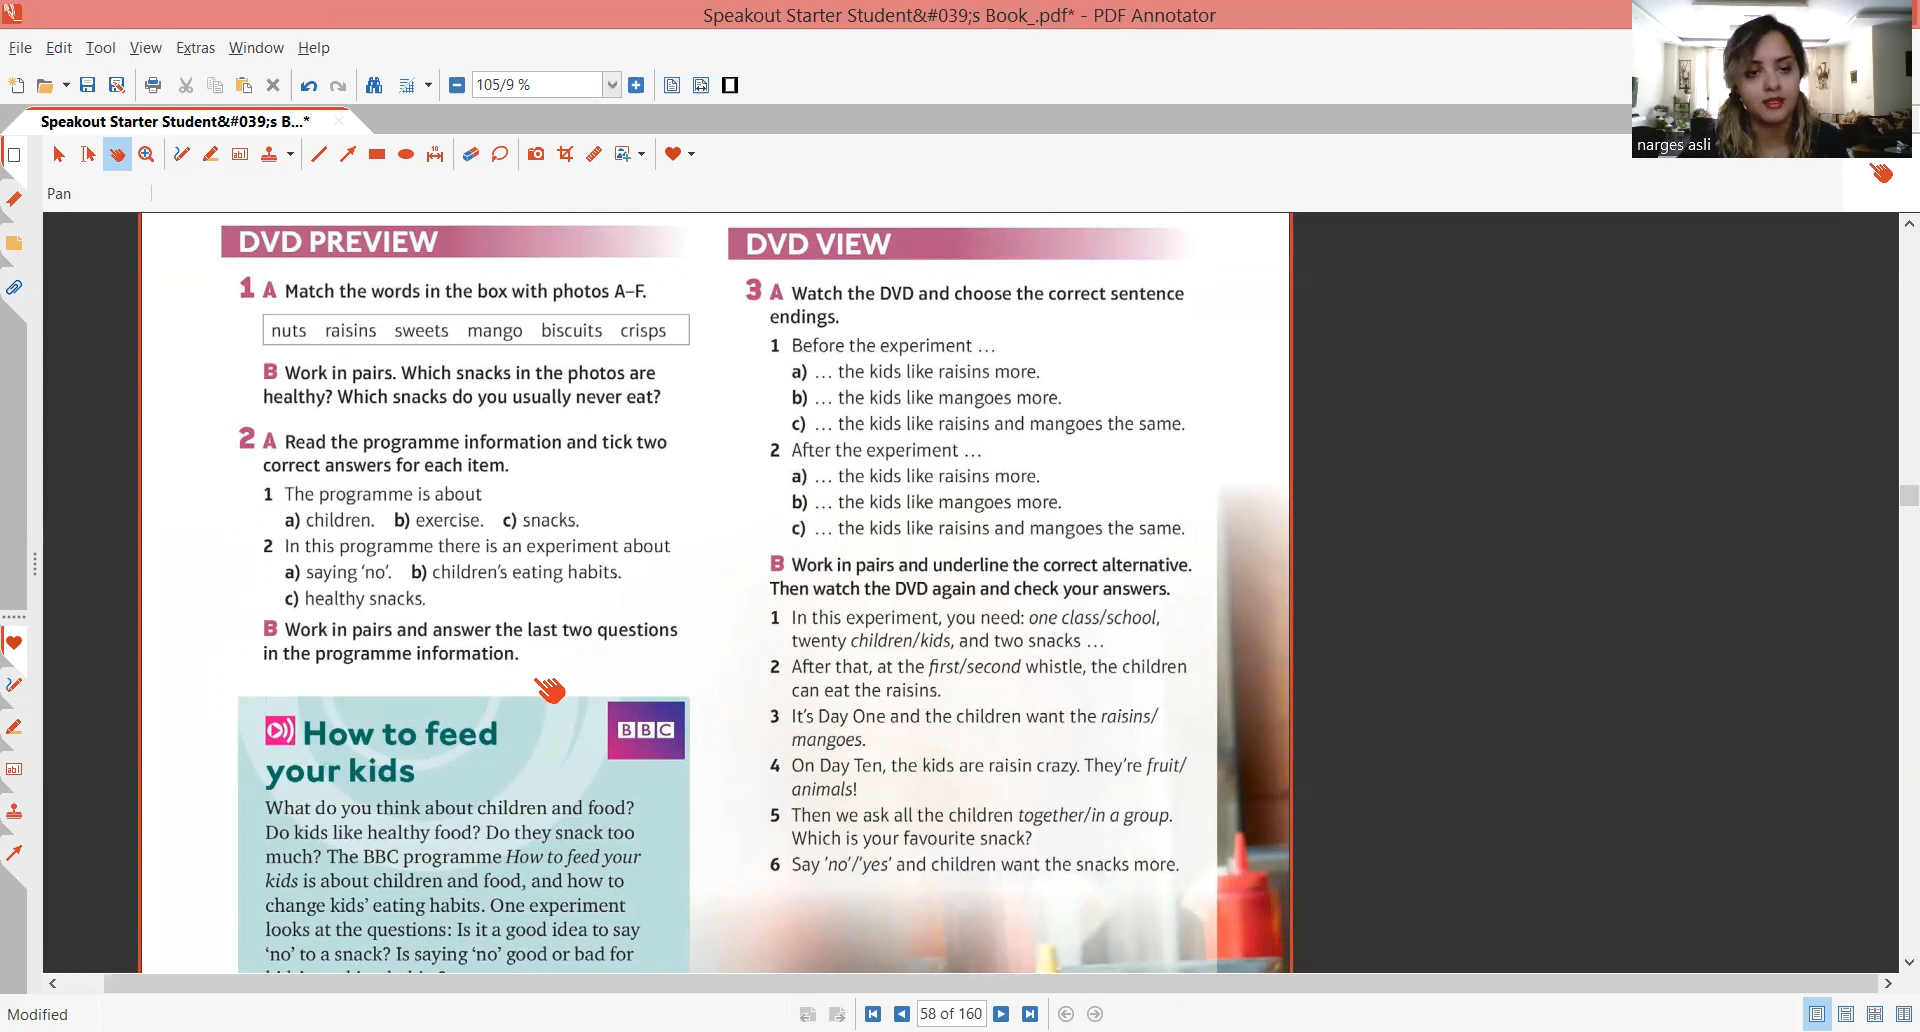 Speakout Starter Student&#039;s Book_.pdf* - PDF Annotator
File Edit Tool View Extras Window Help
105/9 %
Speakout Starter Student&#039;s B...*
narges asli
Pan
DVD PREVIEW
1 A Match the words in the box with photos A–F.
nuts raisins sweets mango biscuits crisps
B Work in pairs. Which snacks in the photos are
healthy? Which snacks do you usually never eat?
2 A Read the programme information and tick two
correct answers for each item.
1 The programme is about
a) children. b) exercise. c) snacks.
2 In this programme there is an experiment about
a) saying ‘no’. b) children’s eating habits.
c) healthy snacks.
B Work in pairs and answer the last two questions
in the programme information.
How to feed
your kids
BBC
What do you think about children and food?
Do kids like healthy food? Do they snack too
much? The BBC programme How to feed your
kids is about children and food, and how to
change kids’ eating habits. One experiment
looks at the questions: Is it a good idea to say
‘no’ to a snack? Is saying ‘no’ good or bad for
DVD VIEW
3 A Watch the DVD and choose the correct sentence
endings.
1 Before the experiment …
a) … the kids like raisins more.
b) … the kids like mangoes more.
c) … the kids like raisins and mangoes the same.
2 After the experiment …
a) … the kids like raisins more.
b) … the kids like mangoes more.
c) … the kids like raisins and mangoes the same.
B Work in pairs and underline the correct alternative.
Then watch the DVD again and check your answers.
1 In this experiment, you need: one class/school,
twenty children/kids, and two snacks …
2 After that, at the first/second whistle, the children
can eat the raisins.
3 It’s Day One and the children want the raisins/
mangoes.
4 On Day Ten, the kids are raisin crazy. They’re fruit/
animals!
5 Then we ask all the children together/in a group.
Which is your favourite snack?
6 Say ‘no’/‘yes’ and children want the snacks more.
Modified
58 of 160